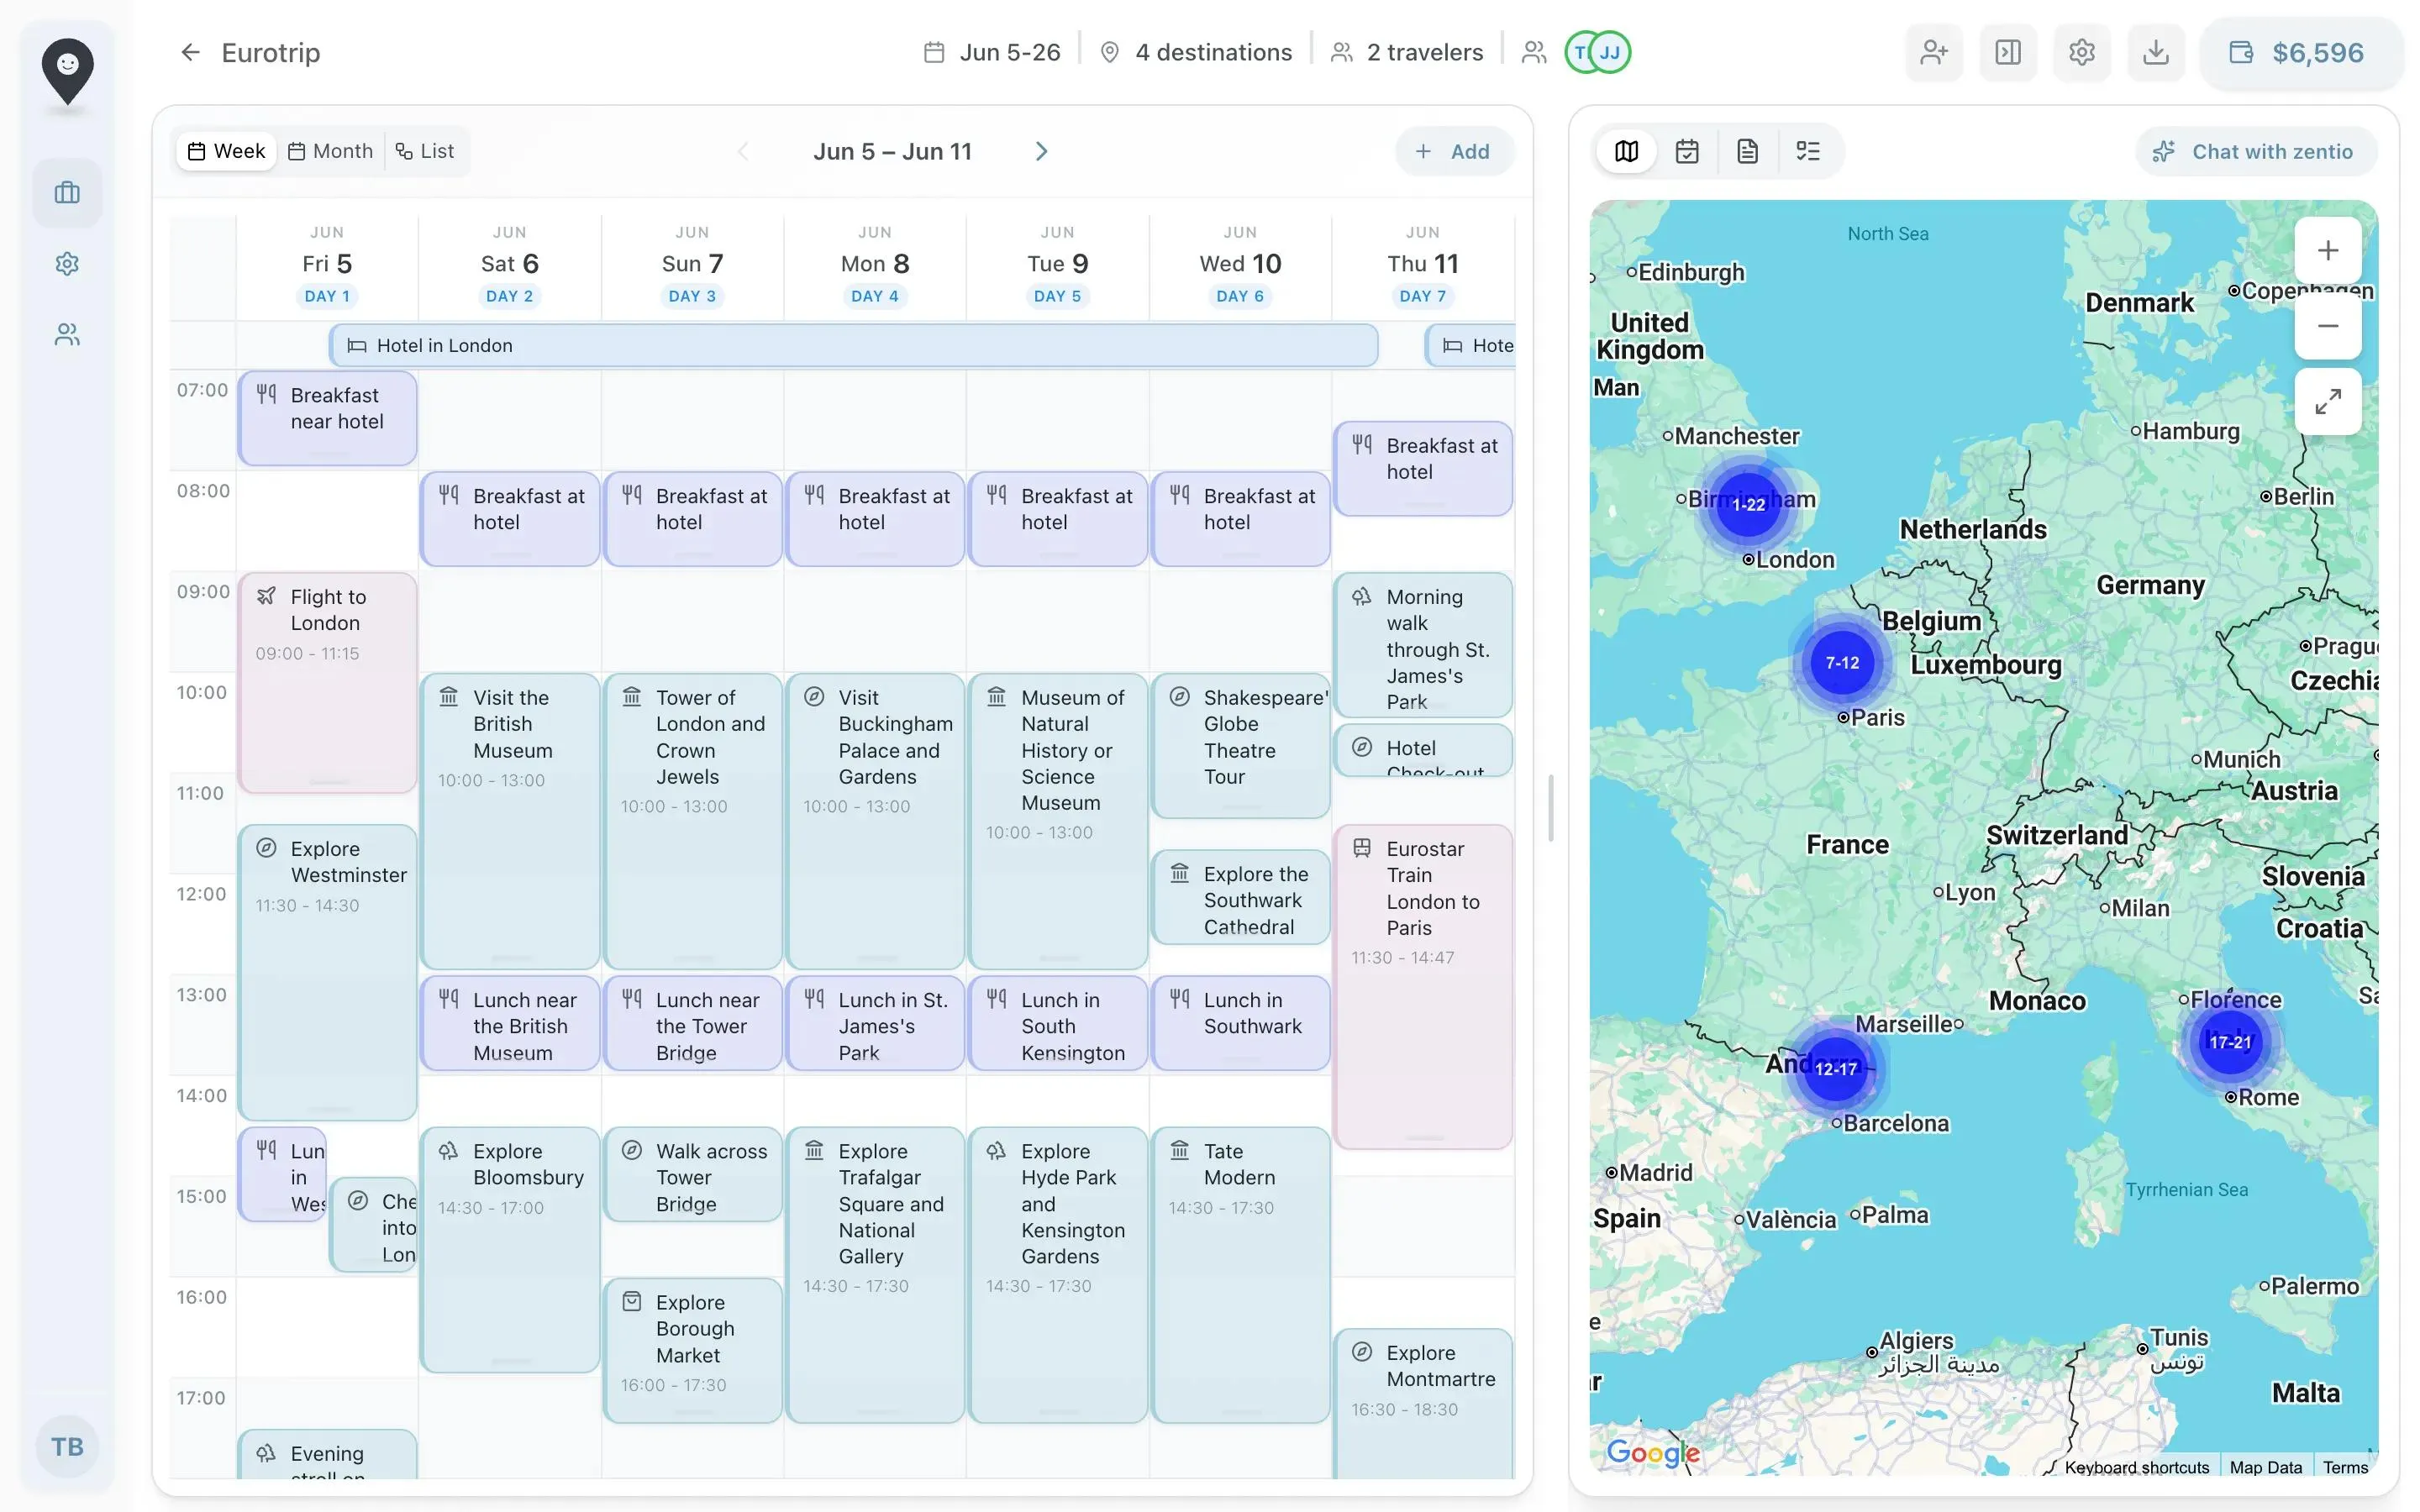 Eurotrip
Jun 5-26
4 destinations
2 travelers
JJ
$6,596
Week
Month
List
Jun 5 – Jun 11
Add
Chat with zentio
JUN
Fri 5
DAY 1
JUN
Sat 6
DAY 2
JUN
Sun 7
DAY 3
JUN
Mon 8
DAY 4
JUN
Tue 9
DAY 5
JUN
Wed 10
DAY 6
JUN
Thu 11
DAY 7
Hotel in London
Hote
07:00
08:00
09:00
10:00
11:00
12:00
13:00
14:00
15:00
16:00
17:00
Breakfast
near hotel
Flight to
London
09:00 - 11:15
Explore
Westminster
11:30 - 14:30
Lun
in
Wes
Che
into
Lon
Evening
stroll on
Breakfast at
hotel
Visit the
British
Museum
10:00 - 13:00
Lunch near
the British
Museum
Explore
Bloomsbury
14:30 - 17:00
Breakfast at
hotel
Tower of
London and
Crown
Jewels
10:00 - 13:00
Lunch near
the Tower
Bridge
Walk across
Tower
Bridge
Explore
Borough
Market
16:00 - 17:30
Breakfast at
hotel
Visit
Buckingham
Palace and
Gardens
10:00 - 13:00
Lunch in St.
James's
Park
Explore
Trafalgar
Square and
National
Gallery
14:30 - 17:30
Breakfast at
hotel
Museum of
Natural
History or
Science
Museum
10:00 - 13:00
Lunch in
South
Kensington
Explore
Hyde Park
and
Kensington
Gardens
14:30 - 17:30
Breakfast at
hotel
Shakespeare'
Globe
Theatre
Tour
Explore the
Southwark
Cathedral
Lunch in
Southwark
Tate
Modern
14:30 - 17:30
Breakfast at
hotel
Morning
walk
through St.
James's
Park
Hotel
Check-out
Eurostar
Train
London to
Paris
11:30 - 14:47
Explore
Montmartre
16:30 - 18:30
TB
North Sea
Edinburgh
Denmark
Copenhagen
United
Kingdom
Man
Manchester
Hamburg
Birmingham
1-22
Berlin
Netherlands
London
Germany
Belgium
7-12
Luxembourg
Pragu
Czechia
Paris
Munich
Austria
Switzerland
France
Slovenia
Lyon
Milan
Croatia
Florence
Sa
Monaco
Marseille
Italy
17-21
Andorra
12-17
Rome
Barcelona
Madrid
Tyrrhenian Sea
Spain
València
Palma
Palermo
e
Algiers
مدينة الجزائر
Tunis
تونس
ir
Malta
Google
Keyboard shortcuts
Map Data
Terms